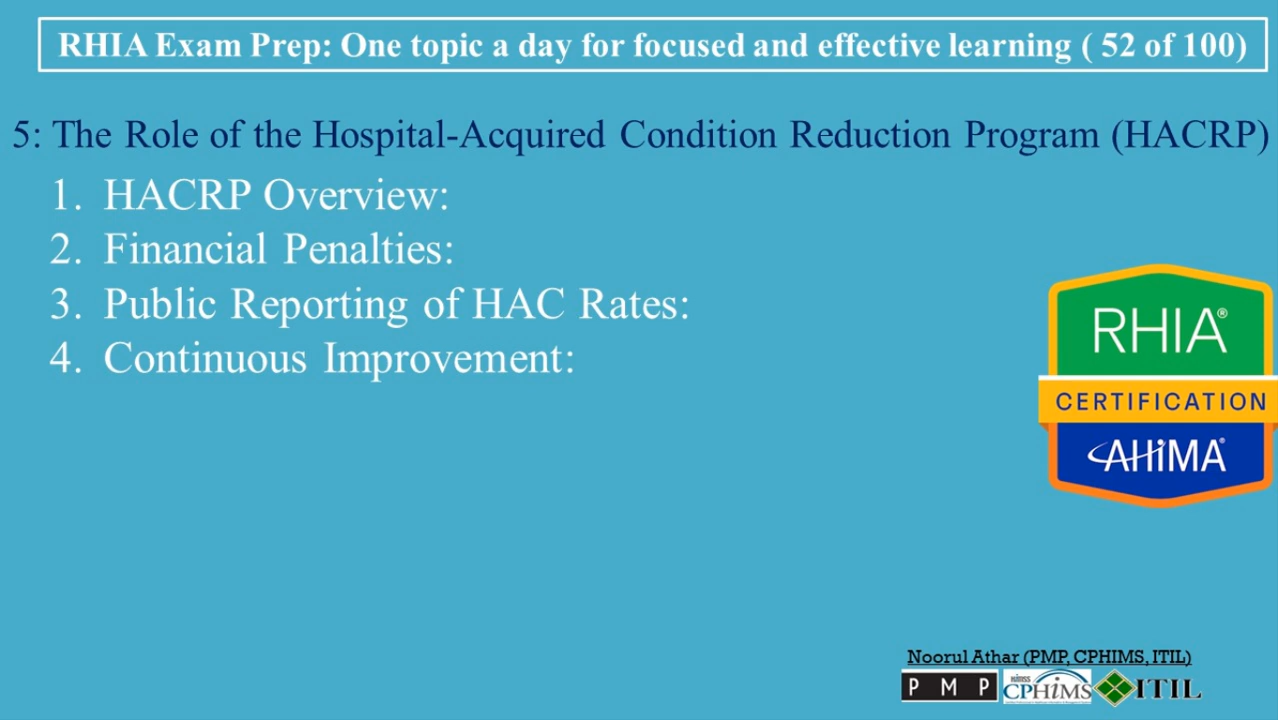 RHIA Exam Prep: One topic a day for focused and effective learning ( 52 of 100)
5: The Role of the Hospital-Acquired Condition Reduction Program (HACRP)
1. HACRP Overview:
2. Financial Penalties:
3. Public Reporting of HAC Rates:
4. Continuous Improvement:
RHIA®
CERTIFICATION
AHIMA®
Noorul Athar (PMP, CPHIMS, ITIL)
P M P
HIMSS
CPHIMS
ITIL